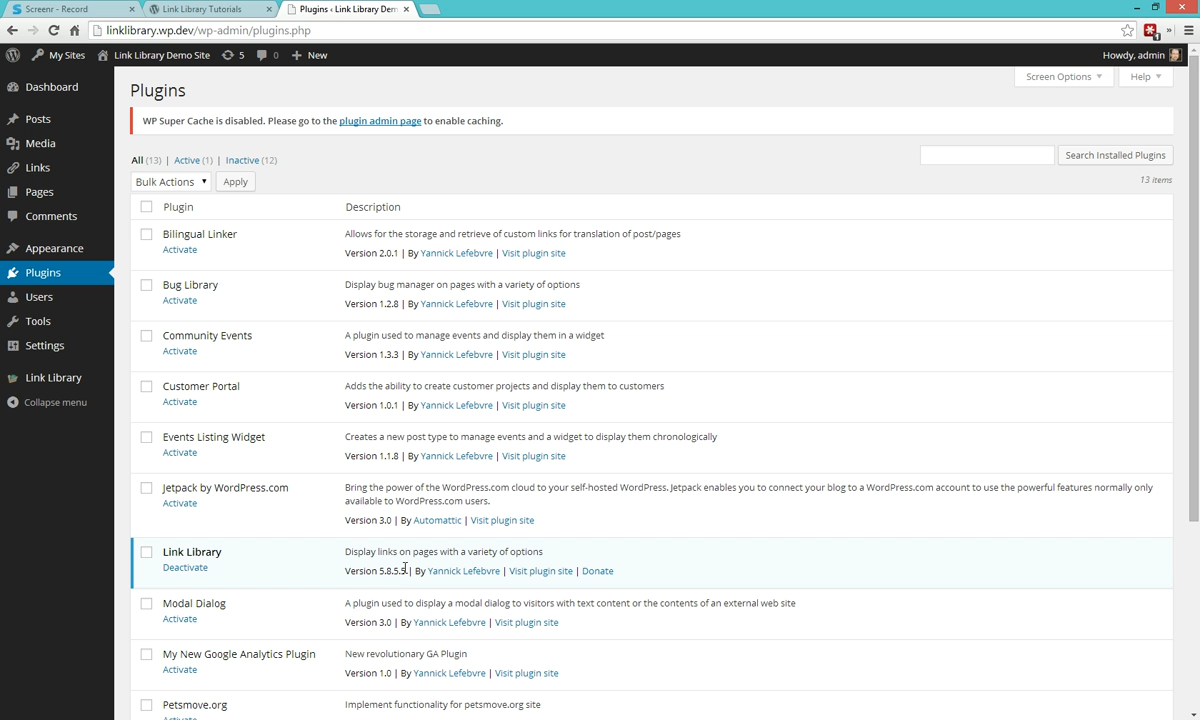 Screenr - Record
Link Library Tutorials
Plugins ‹ Link Library Dem
linklibrary.wp.dev/wp-admin/plugins.php
My Sites Link Library Demo Site 5 0 New Howdy, admin
Screen Options Help
Dashboard
Posts
Media
Links
Pages
Comments
Appearance
Plugins
Users
Tools
Settings
Link Library
Collapse menu
Plugins
WP Super Cache is disabled. Please go to the plugin admin page to enable caching.
All (13) | Active (1) | Inactive (12)
Search Installed Plugins
Bulk Actions Apply
13 items
Plugin Description
Bilingual Linker Allows for the storage and retrieve of custom links for translation of post/pages
Activate Version 2.0.1 | By Yannick Lefebvre | Visit plugin site
Bug Library Display bug manager on pages with a variety of options
Activate Version 1.2.8 | By Yannick Lefebvre | Visit plugin site
Community Events A plugin used to manage events and display them in a widget
Activate Version 1.3.3 | By Yannick Lefebvre | Visit plugin site
Customer Portal Adds the ability to create customer projects and display them to customers
Activate Version 1.0.1 | By Yannick Lefebvre | Visit plugin site
Events Listing Widget Creates a new post type to manage events and a widget to display them chronologically
Activate Version 1.1.8 | By Yannick Lefebvre | Visit plugin site
Jetpack by WordPress.com Bring the power of the WordPress.com cloud to your self-hosted WordPress. Jetpack enables you to connect your blog to a WordPress.com account to use the powerful features normally only
Activate available to WordPress.com users.
Version 3.0 | By Automattic | Visit plugin site
Link Library Display links on pages with a variety of options
Deactivate Version 5.8.5.5 | By Yannick Lefebvre | Visit plugin site | Donate
Modal Dialog A plugin used to display a modal dialog to visitors with text content or the contents of an external web site
Activate Version 3.0 | By Yannick Lefebvre | Visit plugin site
My New Google Analytics Plugin New revolutionary GA Plugin
Activate Version 1.0 | By Yannick Lefebvre | Visit plugin site
Petsmove.org Implement functionality for petsmove.org site